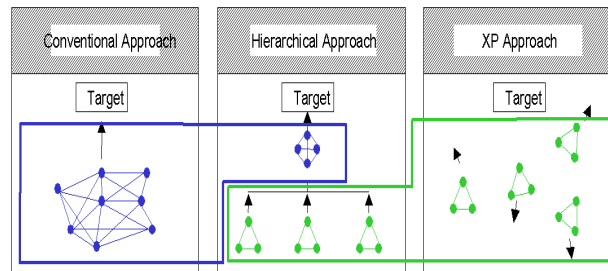 Conventional Approach
Hierarchical Approach
XP Approach
Target
Target
Target